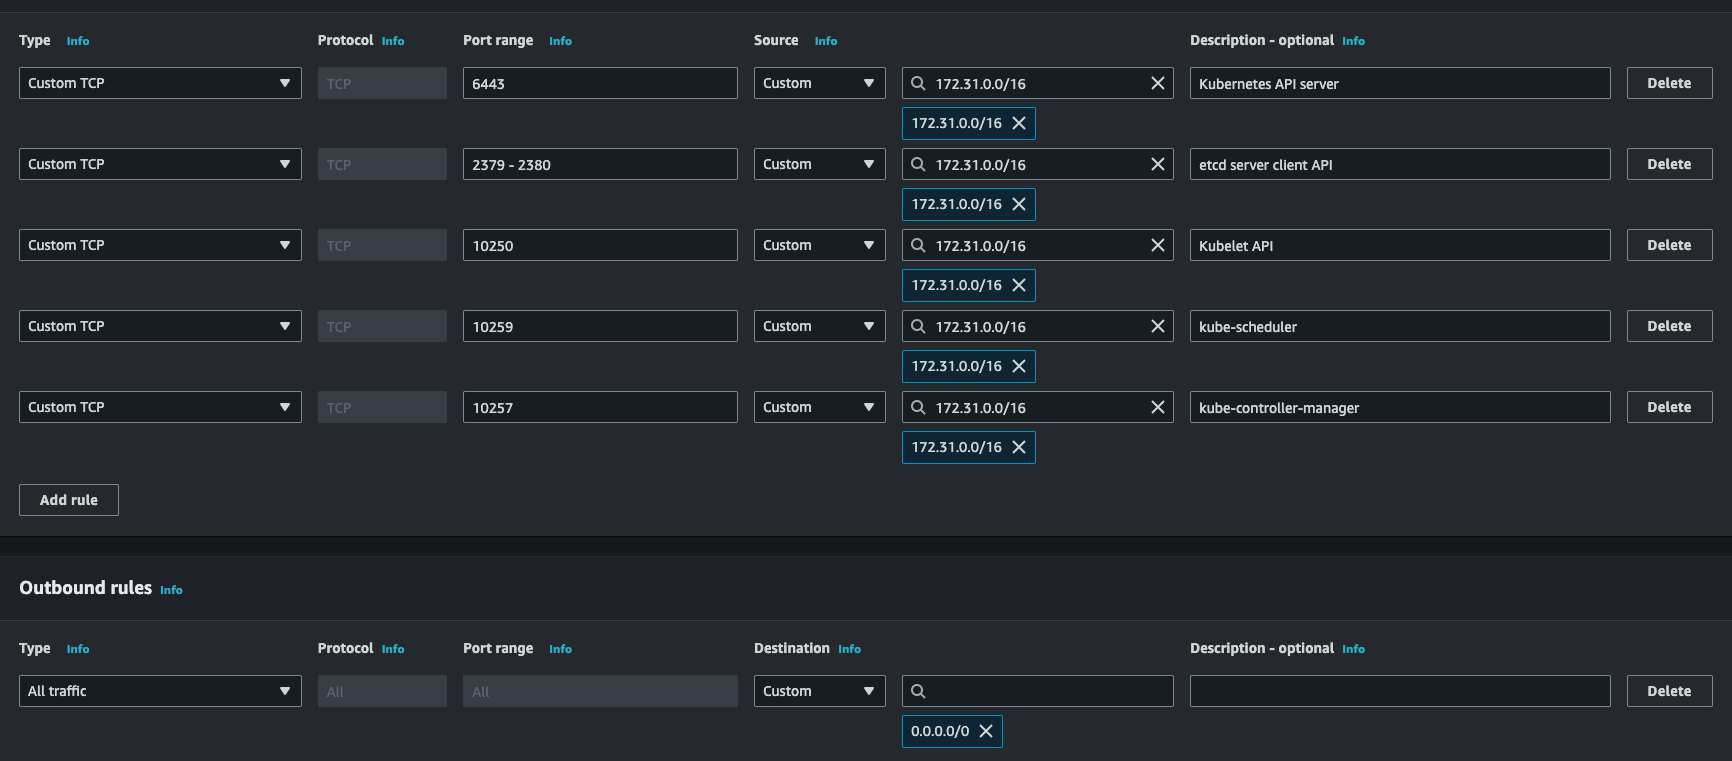 Type Info Protocol Info Port range Info Source Info Description - optional Info
Custom TCP TCP 6443 Custom 172.31.0.0/16 Kubernetes API server Delete
172.31.0.0/16
Custom TCP TCP 2379 - 2380 Custom 172.31.0.0/16 etcd server client API Delete
172.31.0.0/16
Custom TCP TCP 10250 Custom 172.31.0.0/16 Kubelet API Delete
172.31.0.0/16
Custom TCP TCP 10259 Custom 172.31.0.0/16 kube-scheduler Delete
172.31.0.0/16
Custom TCP TCP 10257 Custom 172.31.0.0/16 kube-controller-manager Delete
172.31.0.0/16
Add rule
Outbound rules Info
Type Info Protocol Info Port range Info Destination Info Description - optional Info
All traffic All All Custom Delete
0.0.0.0/0